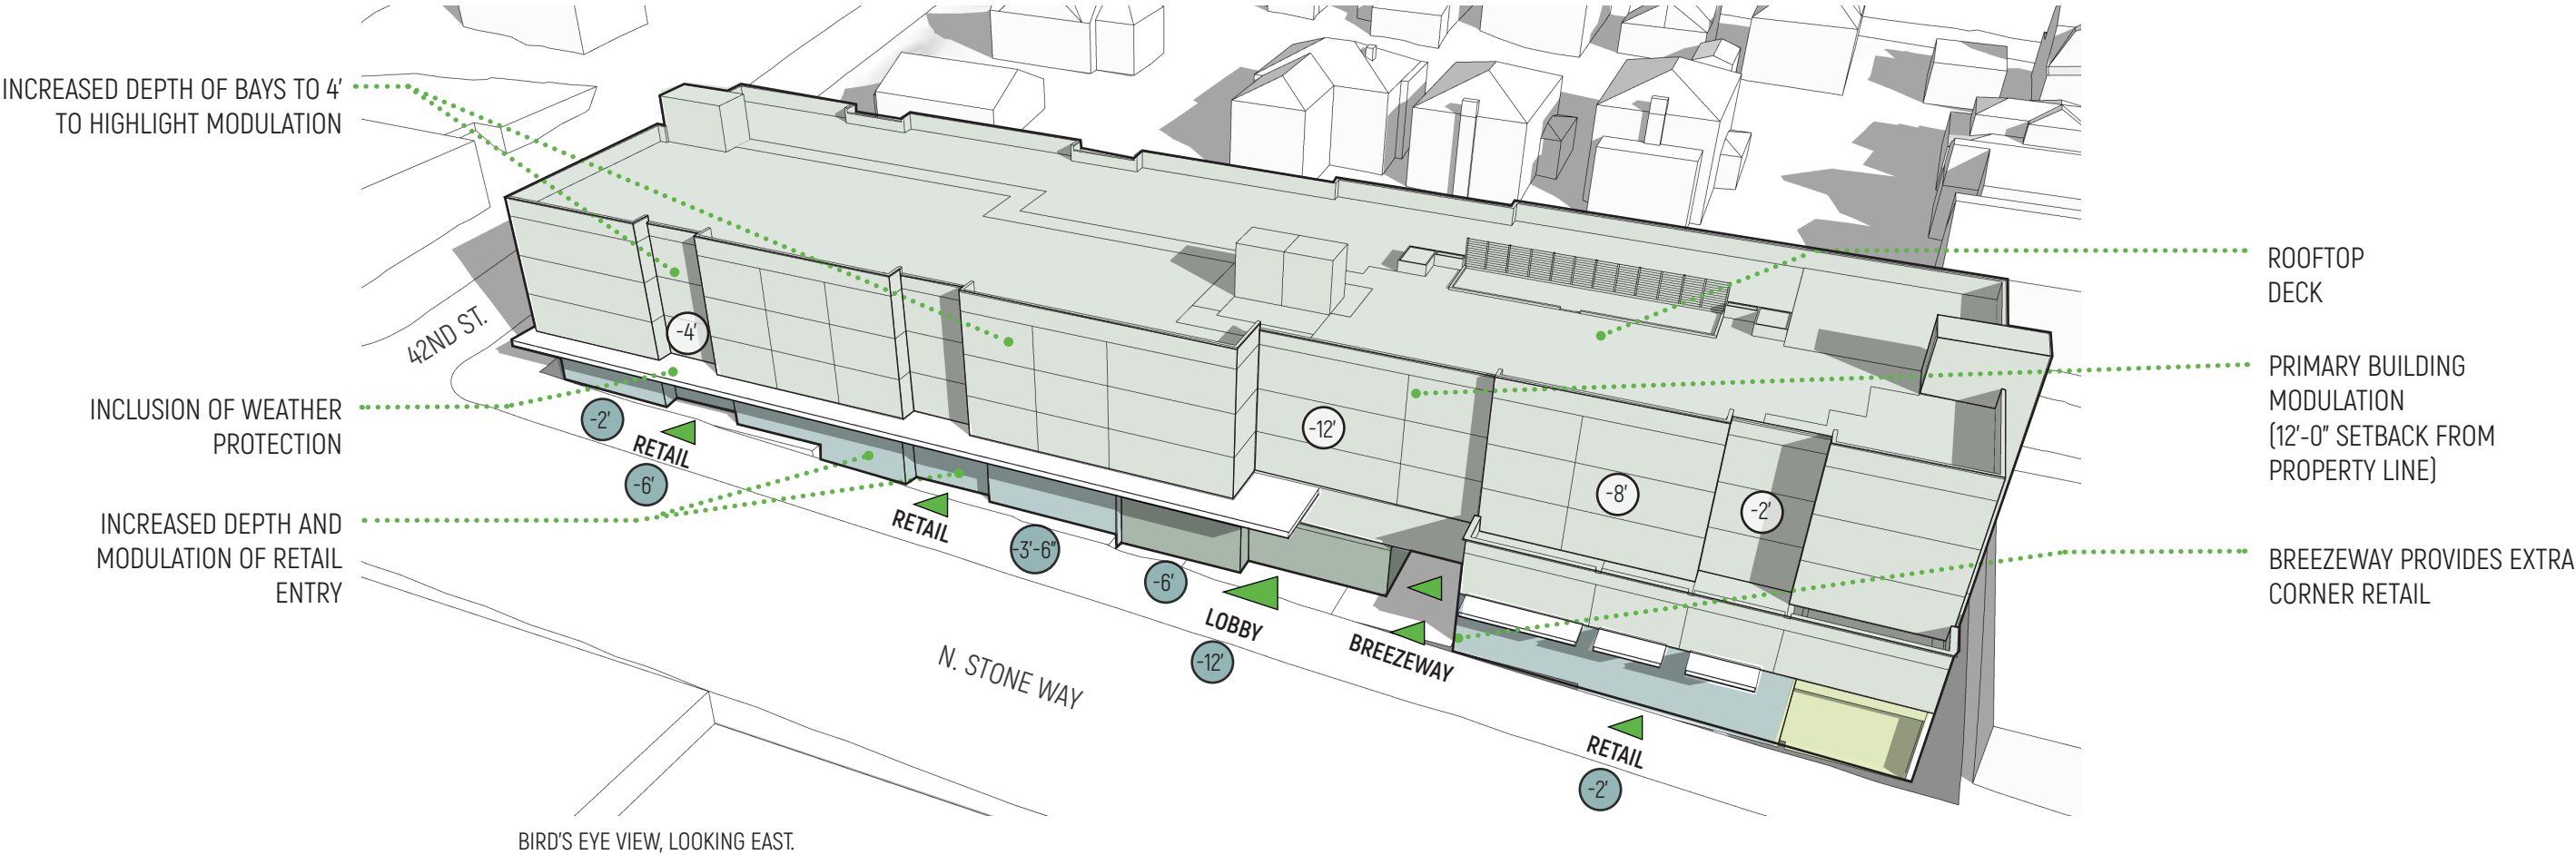 INCREASED DEPTH OF BAYS TO 4'
TO HIGHLIGHT MODULATION
INCLUSION OF WEATHER
PROTECTION
INCREASED DEPTH AND
MODULATION OF RETAIL
ENTRY
42ND ST.
-4'
-12'
-8'
-2'
-2'
RETAIL
-6'
RETAIL
-3'-6"
-6'
LOBBY
-12'
BREEZEWAY
RETAIL
-2'
N. STONE WAY
ROOFTOP
DECK
PRIMARY BUILDING
MODULATION
(12'-0" SETBACK FROM
PROPERTY LINE)
BREEZEWAY PROVIDES EXTRA
CORNER RETAIL
BIRD'S EYE VIEW, LOOKING EAST.